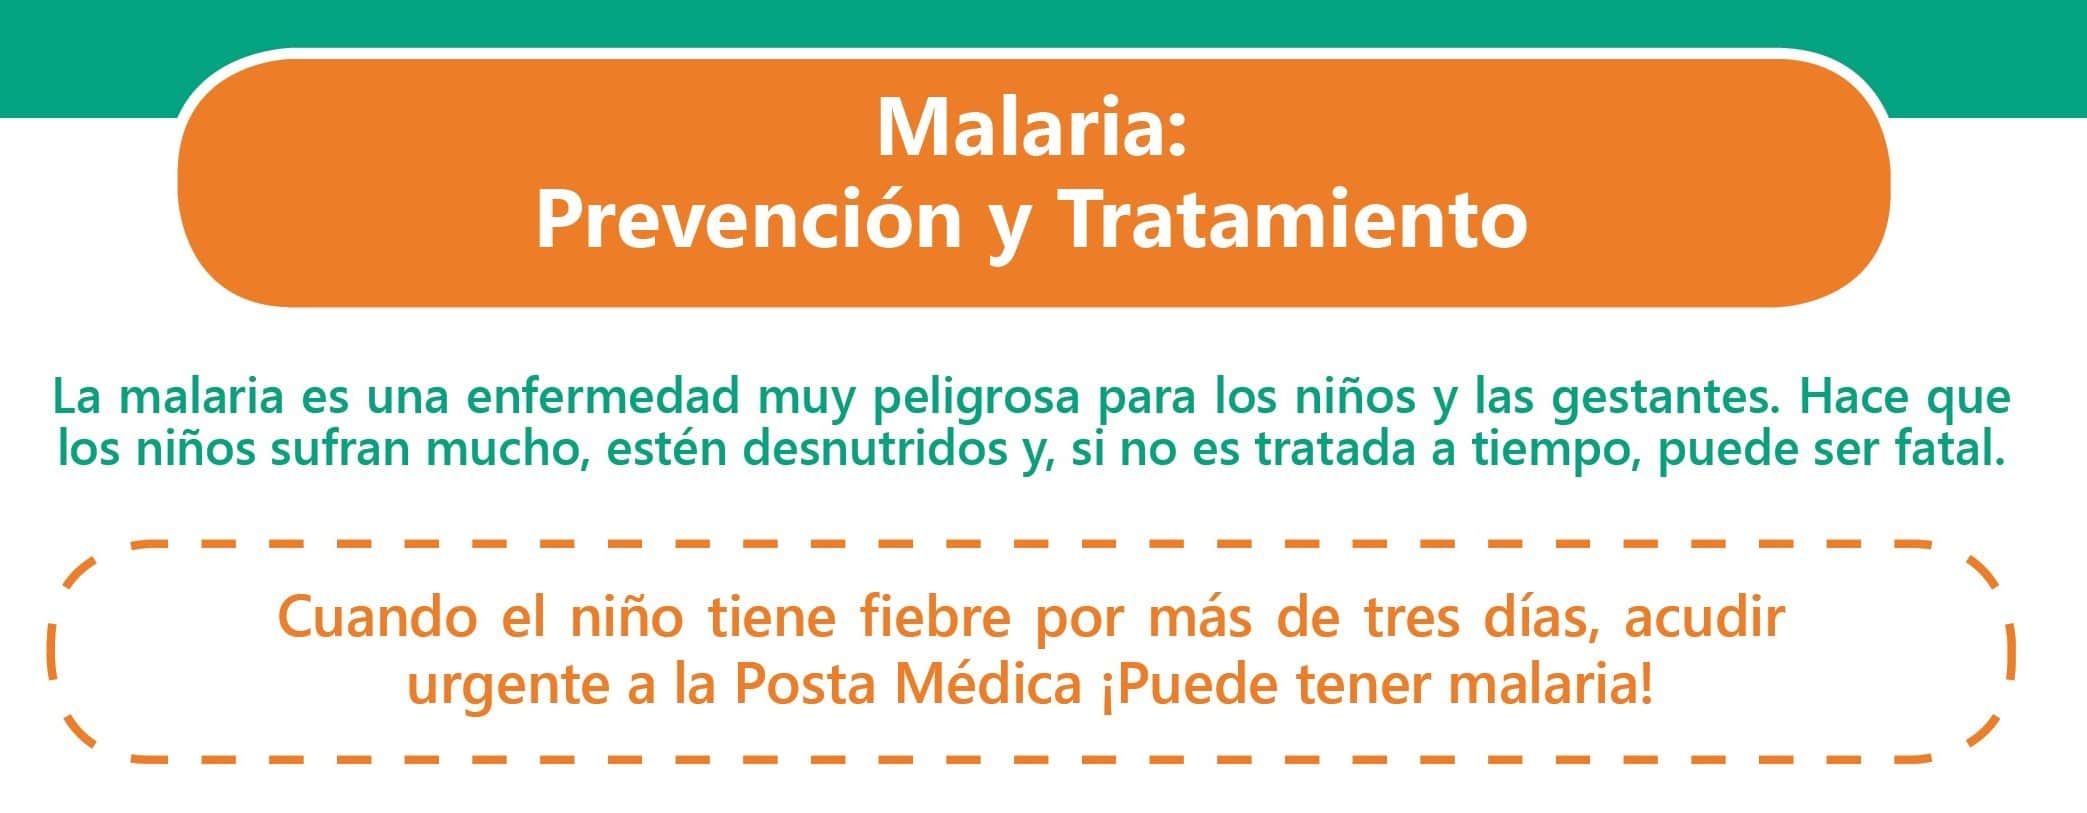 Malaria:
Prevención y Tratamiento
La malaria es una enfermedad muy peligrosa para los niños y las gestantes. Hace que
los niños sufran mucho, estén desnutridos y, si no es tratada a tiempo, puede ser fatal.
Cuando el niño tiene fiebre por más de tres días, acudir
urgente a la Posta Médica ¡Puede tener malaria!